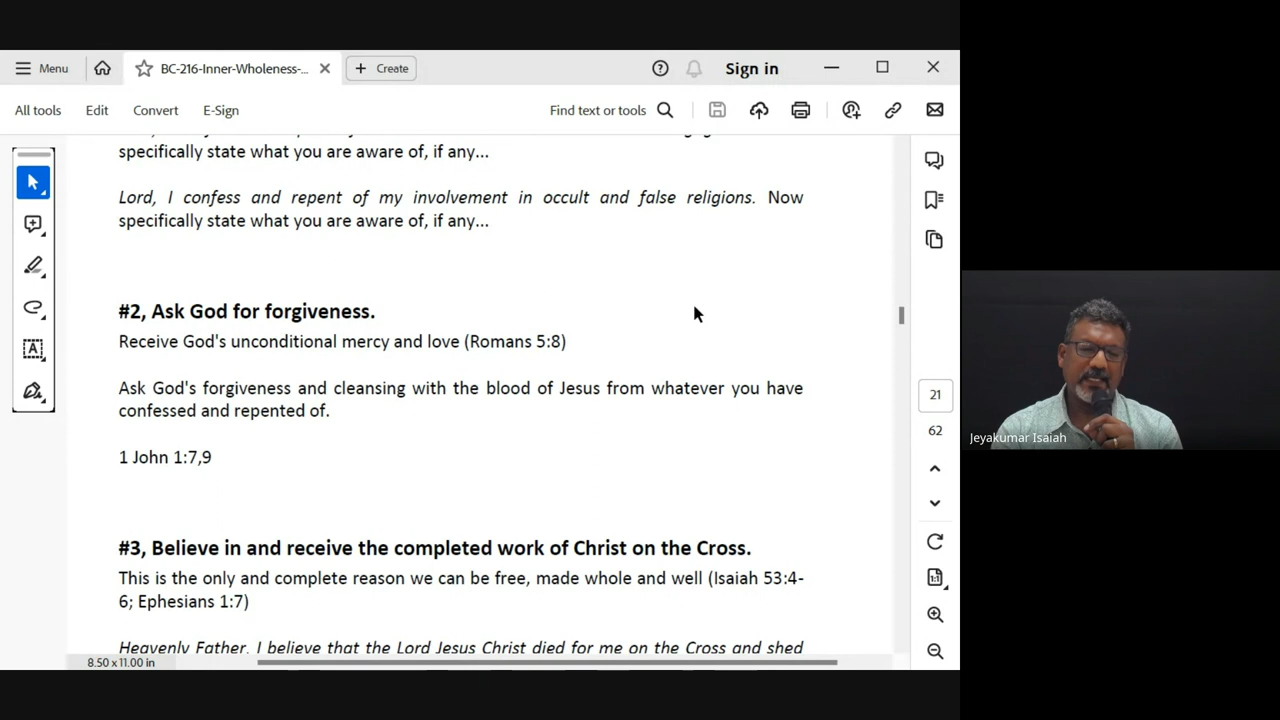 Menu
BC-216-Inner-Wholeness-...
Create
Sign in
All tools
Edit
Convert
E-Sign
Find text or tools
specifically state what you are aware of, if any...
Lord, I confess and repent of my involvement in occult and false religions. Now
specifically state what you are aware of, if any...
#2, Ask God for forgiveness.
Receive God's unconditional mercy and love (Romans 5:8)
Ask God's forgiveness and cleansing with the blood of Jesus from whatever you have
confessed and repented of.
1 John 1:7,9
#3, Believe in and receive the completed work of Christ on the Cross.
This is the only and complete reason we can be free, made whole and well (Isaiah 53:4-
6; Ephesians 1:7)
Heavenly Father, I believe that the Lord Jesus Christ died for me on the Cross and shed
8.50 x 11.00 in
21
62
1:1
Jeyakumar Isaiah